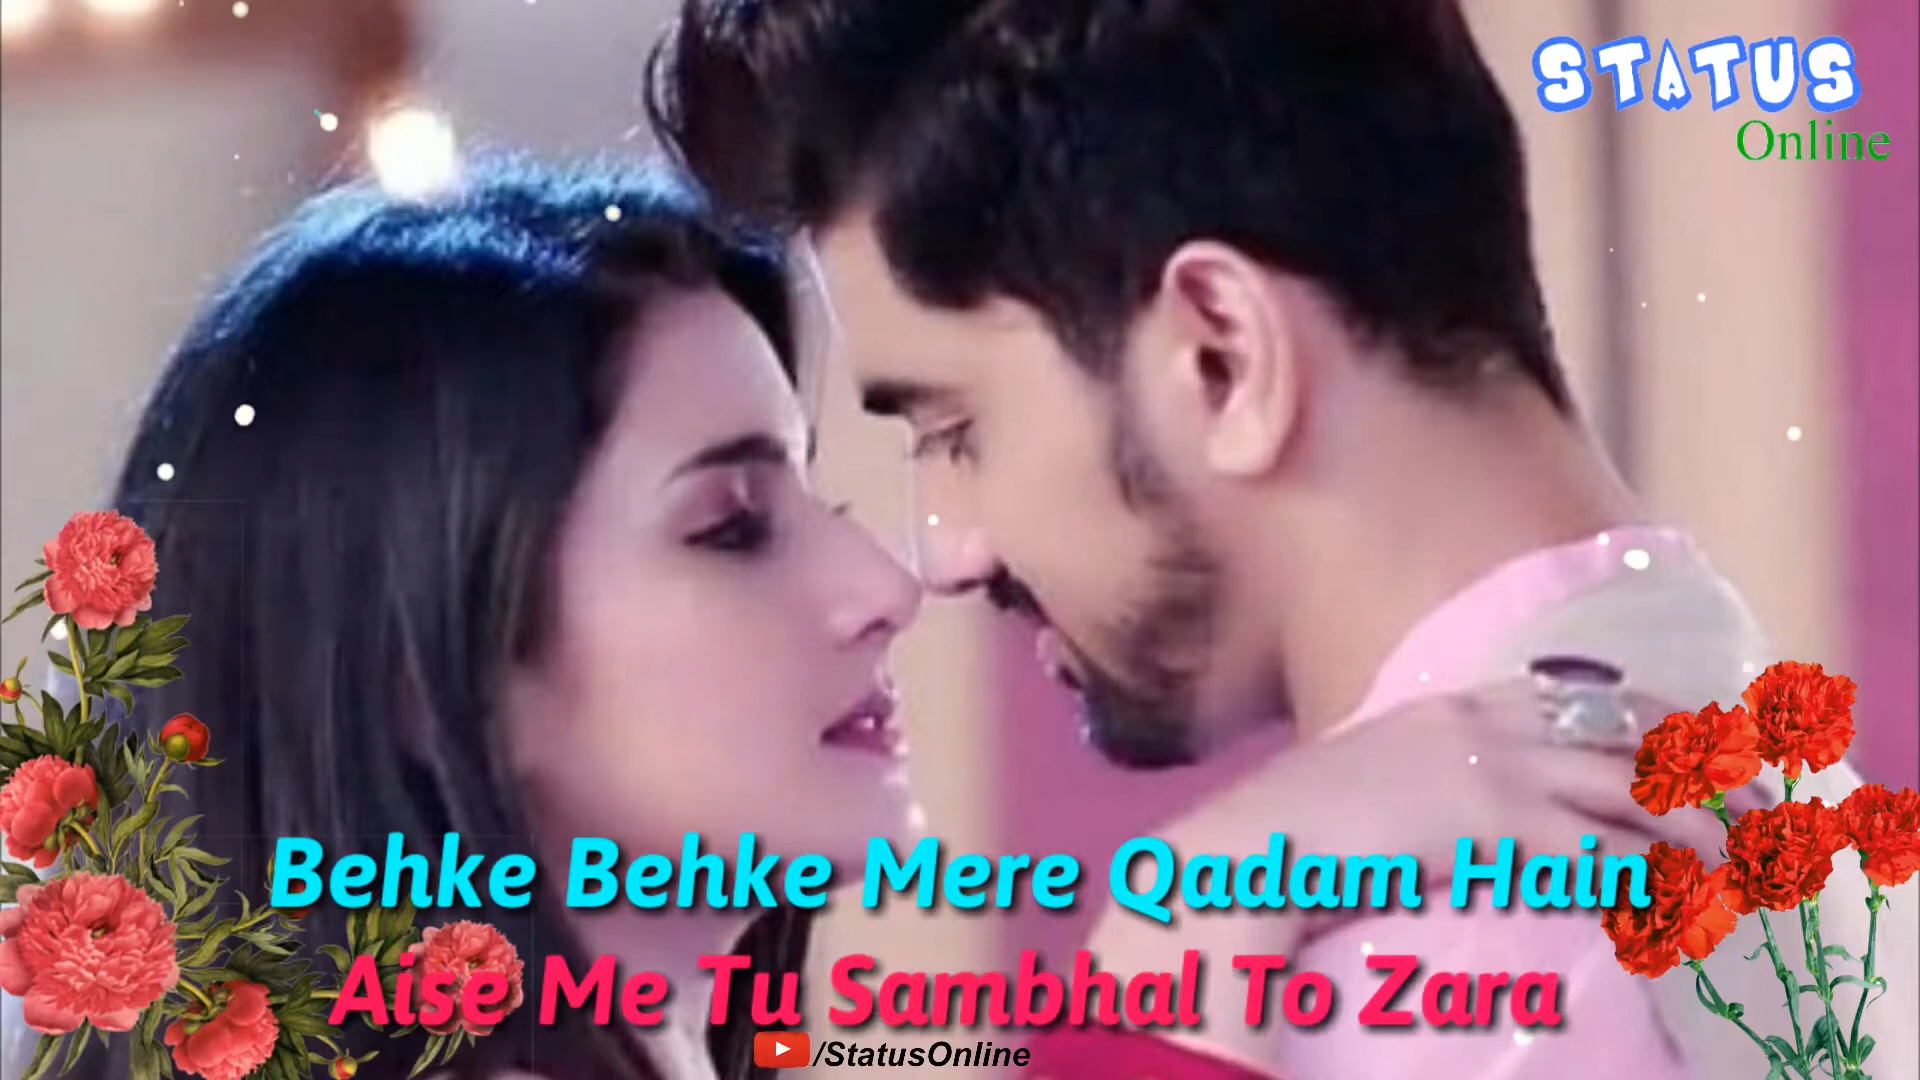 STATUS
Online
Behke Behke Mere Qadam Hain
Aise Me Tu Sambhal To Zara
/StatusOnline